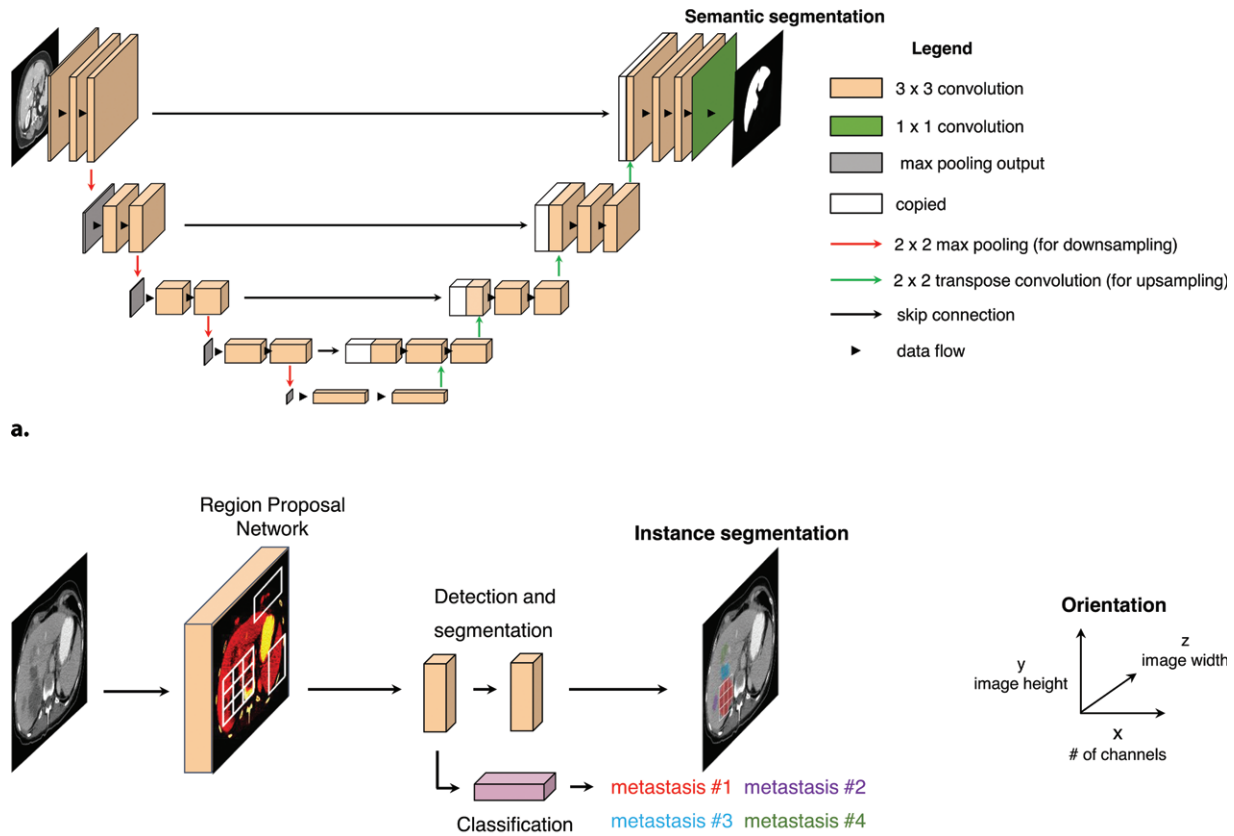 Semantic segmentation
Legend
3 x 3 convolution
1 x 1 convolution
max pooling output
copied
2 x 2 max pooling (for downsampling)
2 x 2 transpose convolution (for upsampling)
skip connection
data flow
a.
Region Proposal
Network
Detection and
segmentation
Instance segmentation
Classification
metastasis #1 metastasis #2
metastasis #3 metastasis #4
Orientation
y
image height
z
image width
x
# of channels